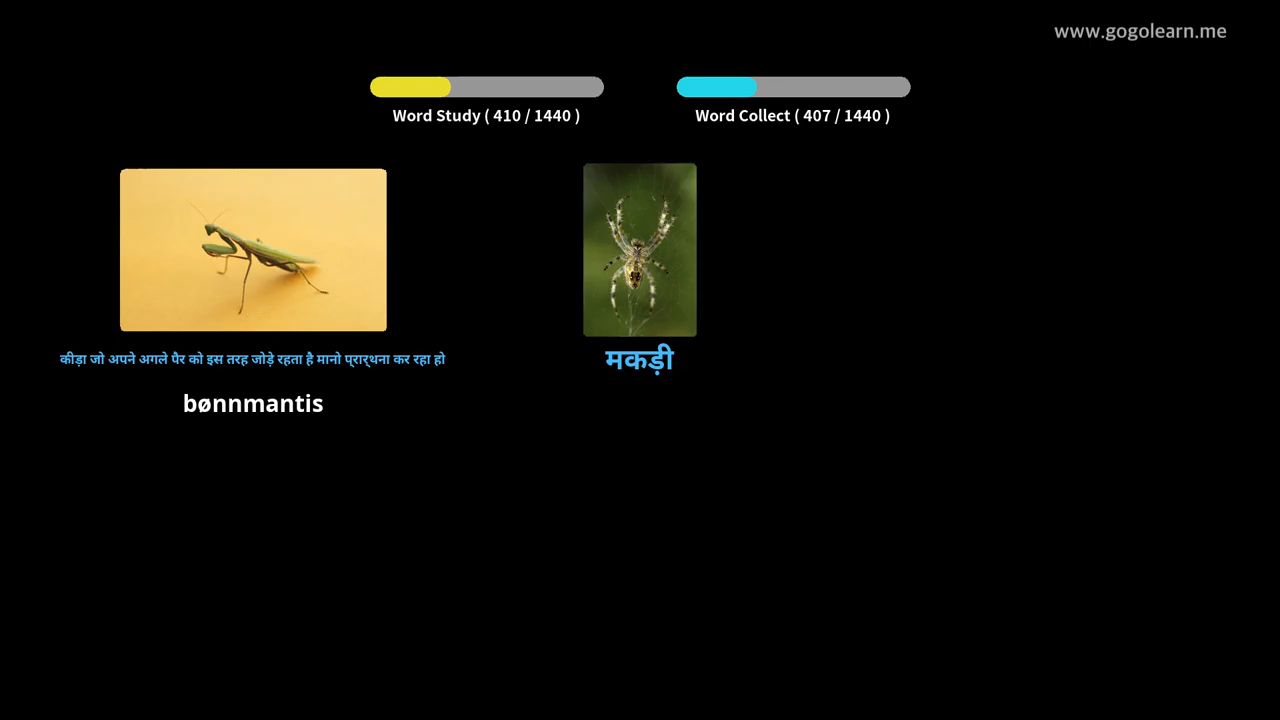 www.gogolearn.me
Word Study ( 410 / 1440 )
Word Collect ( 407 / 1440 )
कीड़ा जो अपने अगले पैर को इस तरह जोड़े रहता है मानो प्रार्थना कर रहा हो
मकड़ी
bønnmantis